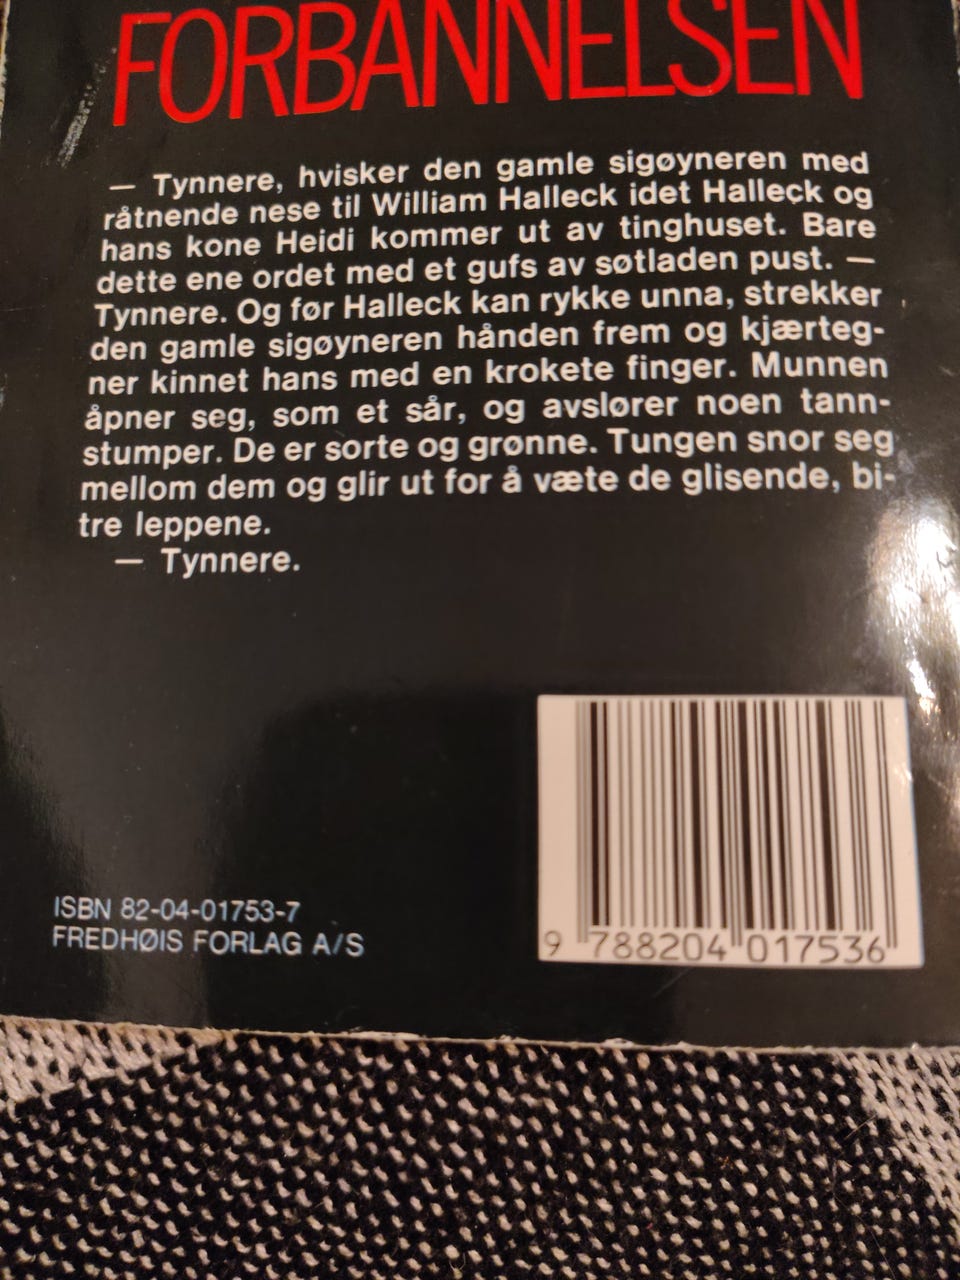 FORBANNELSEN
— Tynnere, hvisker den gamle sigøyneren med
råtnende nese til William Halleck idet Halleck og
hans kone Heidi kommer ut av tinghuset. Bare
dette ene ordet med et gufs av søtladen pust. —
Tynnere. Og før Halleck kan rykke unna, strekker
den gamle sigøyneren hånden frem og kjærteg-
ner kinnet hans med en krokete finger. Munnen
åpner seg, som et sår, og avslører noen tann-
stumper. De er sorte og grønne. Tungen snor seg
mellom dem og glir ut for å væte de glisende, bi-
tre leppene.
— Tynnere.
ISBN 82-04-01753-7
FREDHØIS FORLAG A/S
9 788204 017536